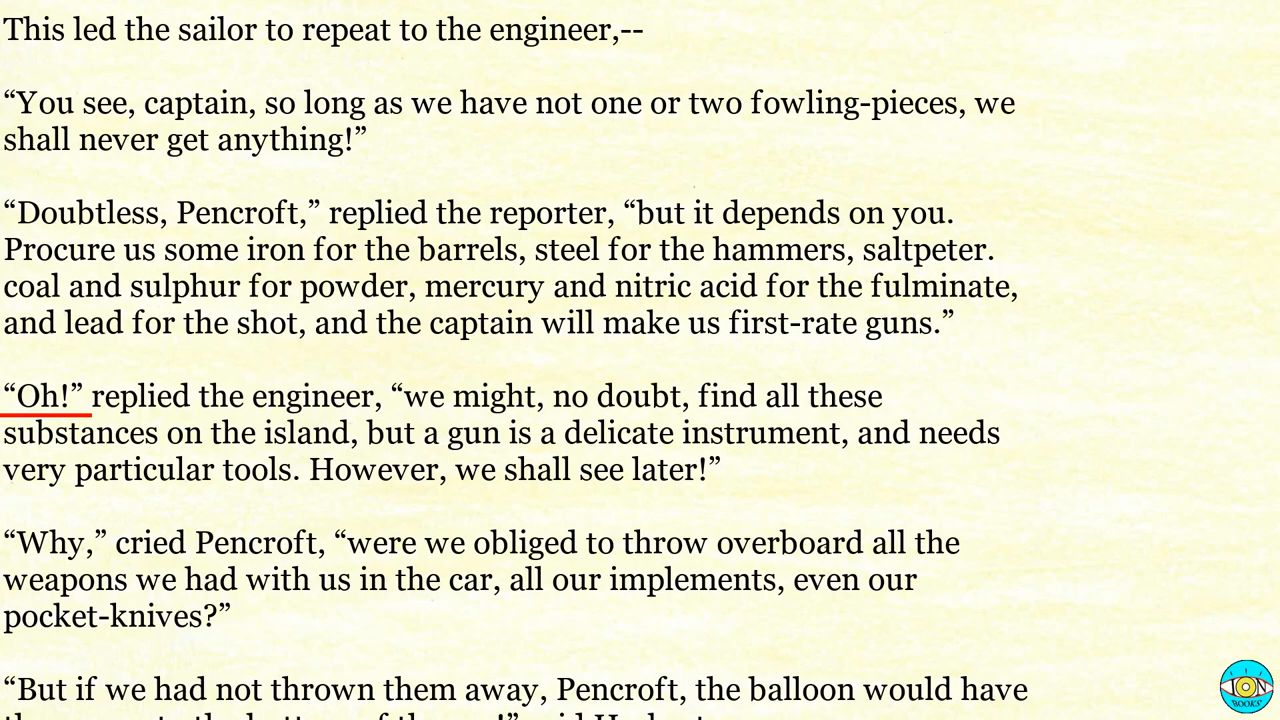 This led the sailor to repeat to the engineer,--
“You see, captain, so long as we have not one or two fowling-pieces, we
shall never get anything!”
“Doubtless, Pencroft,” replied the reporter, “but it depends on you.
Procure us some iron for the barrels, steel for the hammers, saltpeter.
coal and sulphur for powder, mercury and nitric acid for the fulminate,
and lead for the shot, and the captain will make us first-rate guns.”
“Oh!” replied the engineer, “we might, no doubt, find all these
substances on the island, but a gun is a delicate instrument, and needs
very particular tools. However, we shall see later!”
“Why,” cried Pencroft, “were we obliged to throw overboard all the
weapons we had with us in the car, all our implements, even our
pocket-knives?”
“But if we had not thrown them away, Pencroft, the balloon would have
ION
BOOKS